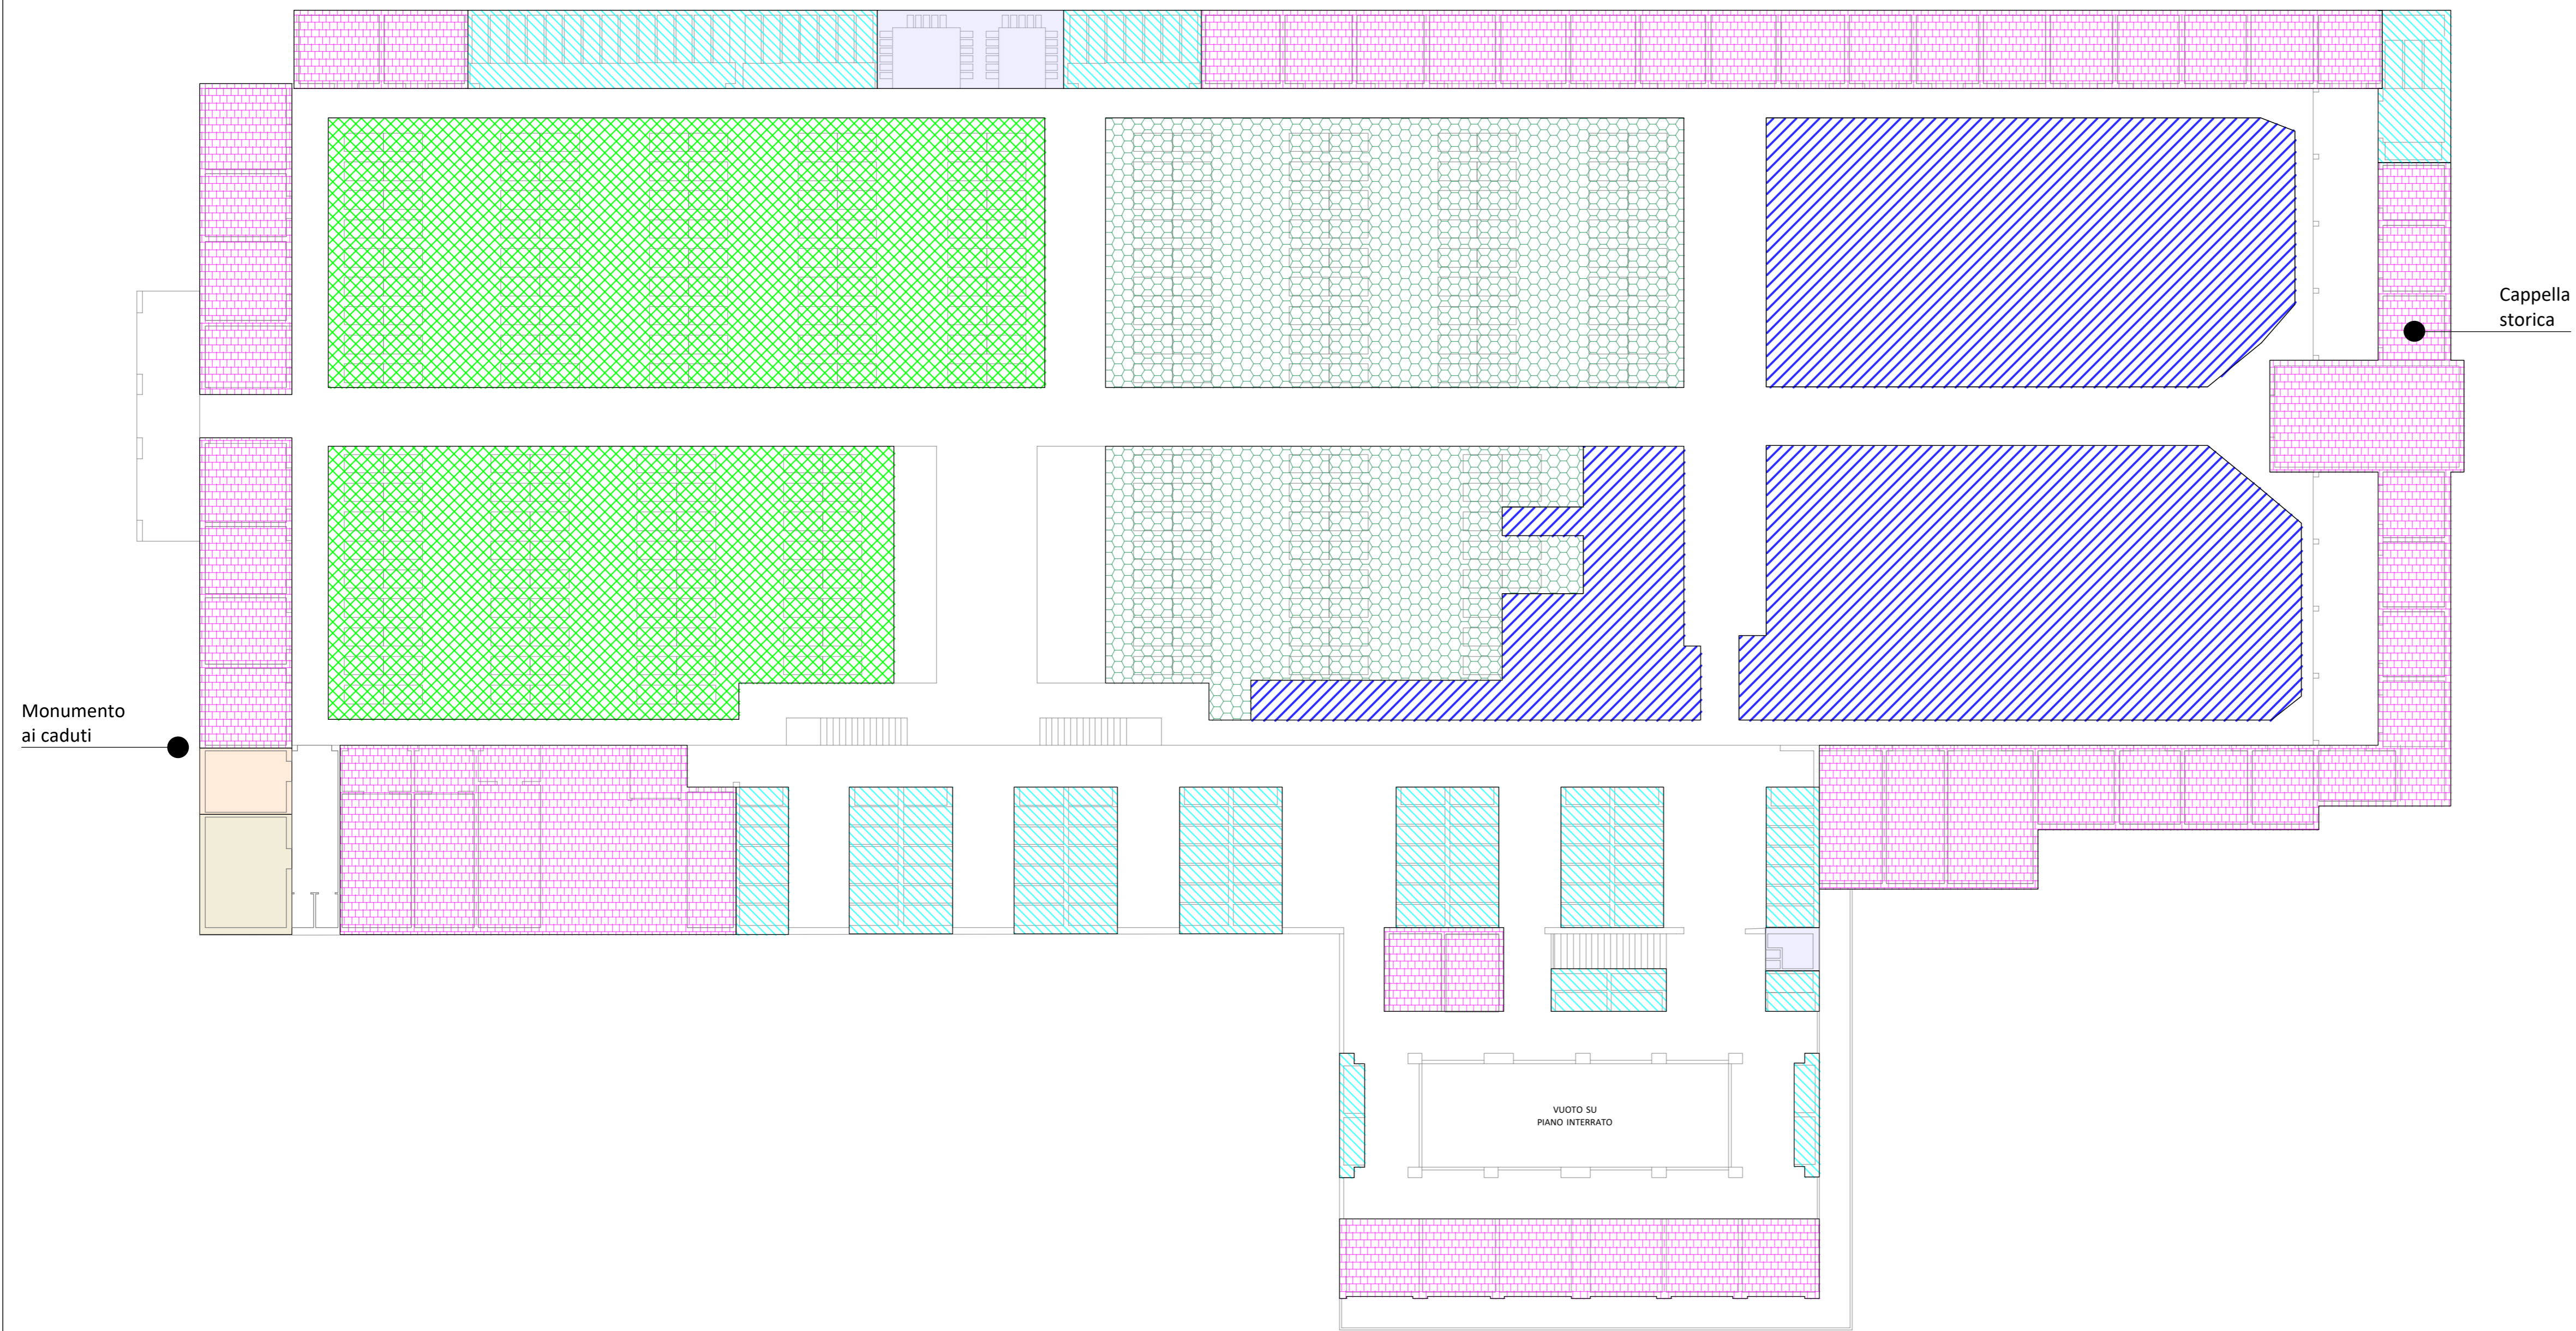 Cappella
storica
Monumento
ai caduti
VUOTO SU
PIANO INTERRATO